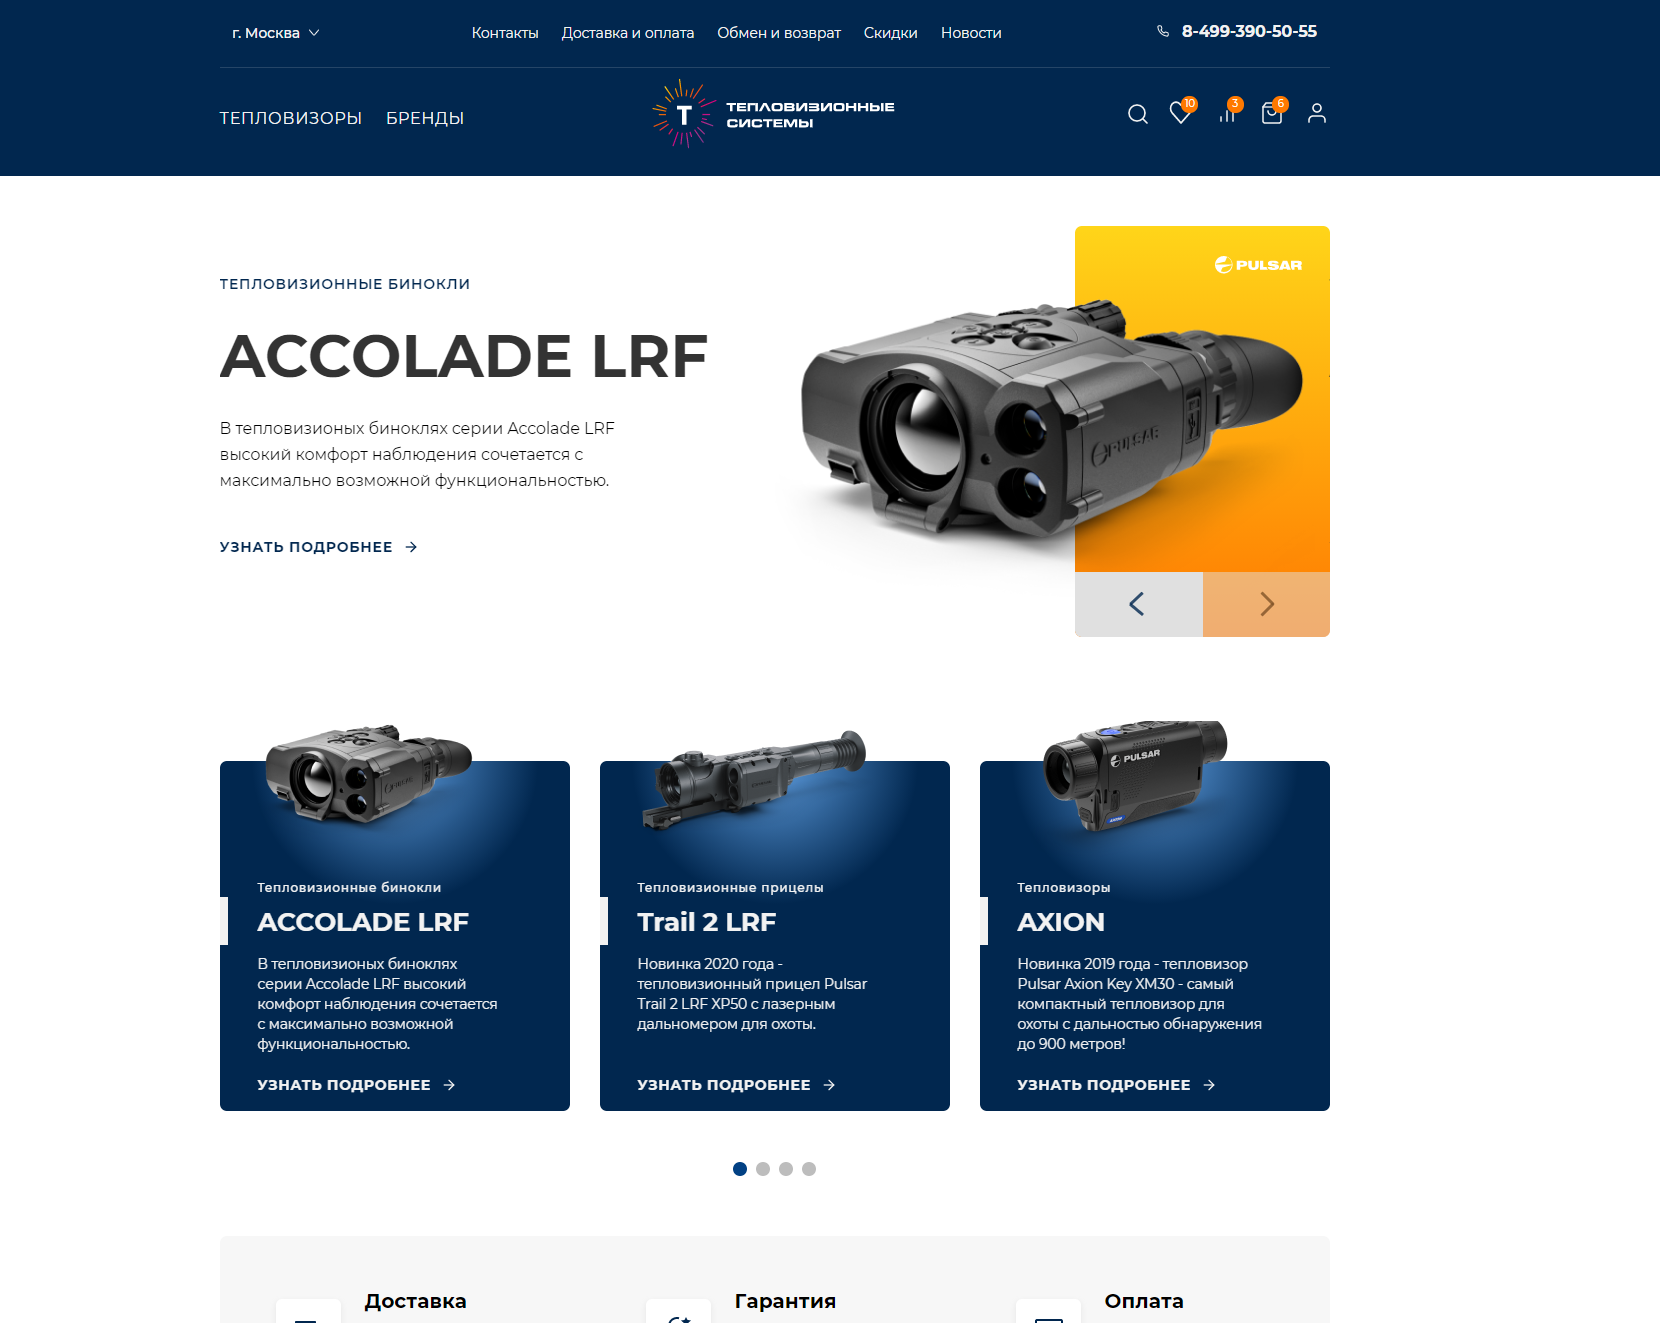 г. Москва
Контакты
Доставка и оплата
Обмен и возврат
Скидки
Новости
8-499-390-50-55
ТЕПЛОВИЗОРЫ
БРЕНДЫ
Т
ТЕПЛОВИЗИОННЫЕ
СИСТЕМЫ
10
3
6
ТЕПЛОВИЗИОННЫЕ БИНОКЛИ
ACCOLADE LRF
В тепловизионых биноклях серии Accolade LRF
высокий комфорт наблюдения сочетается с
максимально возможной функциональностью.
УЗНАТЬ ПОДРОБНЕЕ
PULSAR
PULSAR
Тепловизионные бинокли
ACCOLADE LRF
В тепловизионых биноклях
серии Accolade LRF высокий
комфорт наблюдения сочетается
с максимально возможной
функциональностью.
УЗНАТЬ ПОДРОБНЕЕ
Тепловизионные прицелы
Trail 2 LRF
Новинка 2020 года -
тепловизионный прицел Pulsar
Trail 2 LRF XP50 с лазерным
дальномером для охоты.
УЗНАТЬ ПОДРОБНЕЕ
PULSAR
AXION
Тепловизоры
AXION
Новинка 2019 года - тепловизор
Pulsar Axion Key XM30 - самый
компактный тепловизор для
охоты с дальностью обнаружения
до 900 метров!
УЗНАТЬ ПОДРОБНЕЕ
Доставка
Гарантия
Оплата